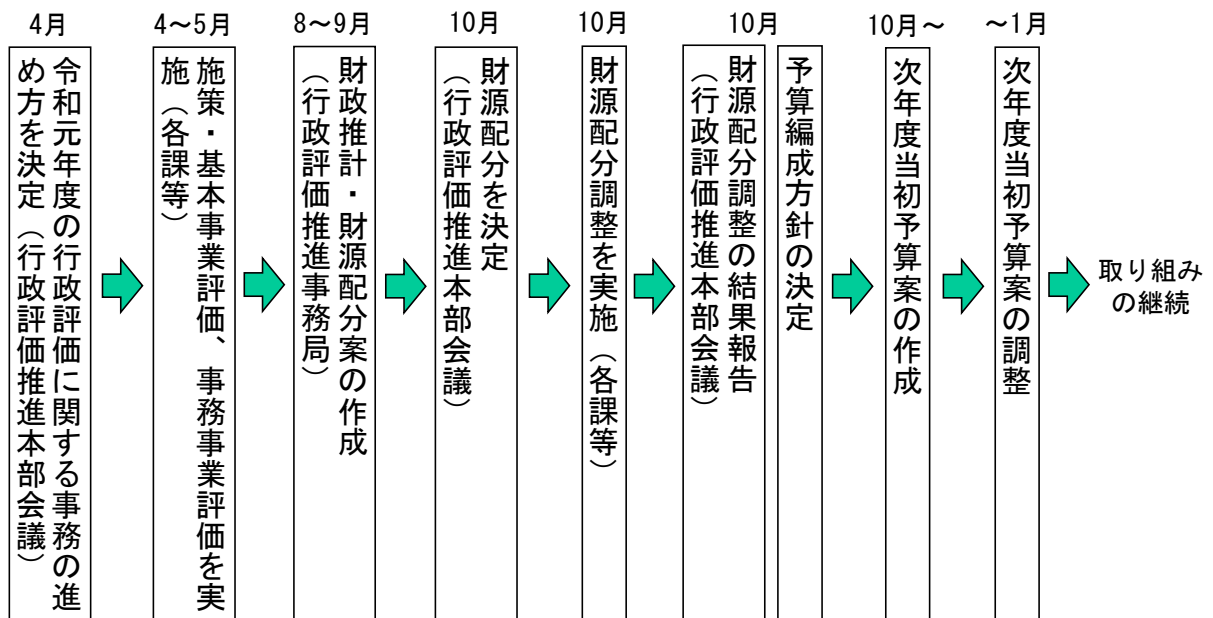 4月
令和元年度の行政評価に関する事務の進
め方を決定（行政評価推進本部会議）
4～5月
施策・基本事業評価、事務事業評価を実
施（各課等）
8～9月
財政推計・財源配分案の作成
（行政評価推進事務局）
10月
財源配分を決定
（行政評価推進本部会議）
10月
財源配分調整を実施（各課等）
10月
予算編成方針の決定
財源配分調整の結果報告
（行政評価推進本部会議）
10月～
次年度当初予算案の作成
～1月
次年度当初予算案の調整
取り組み
の継続